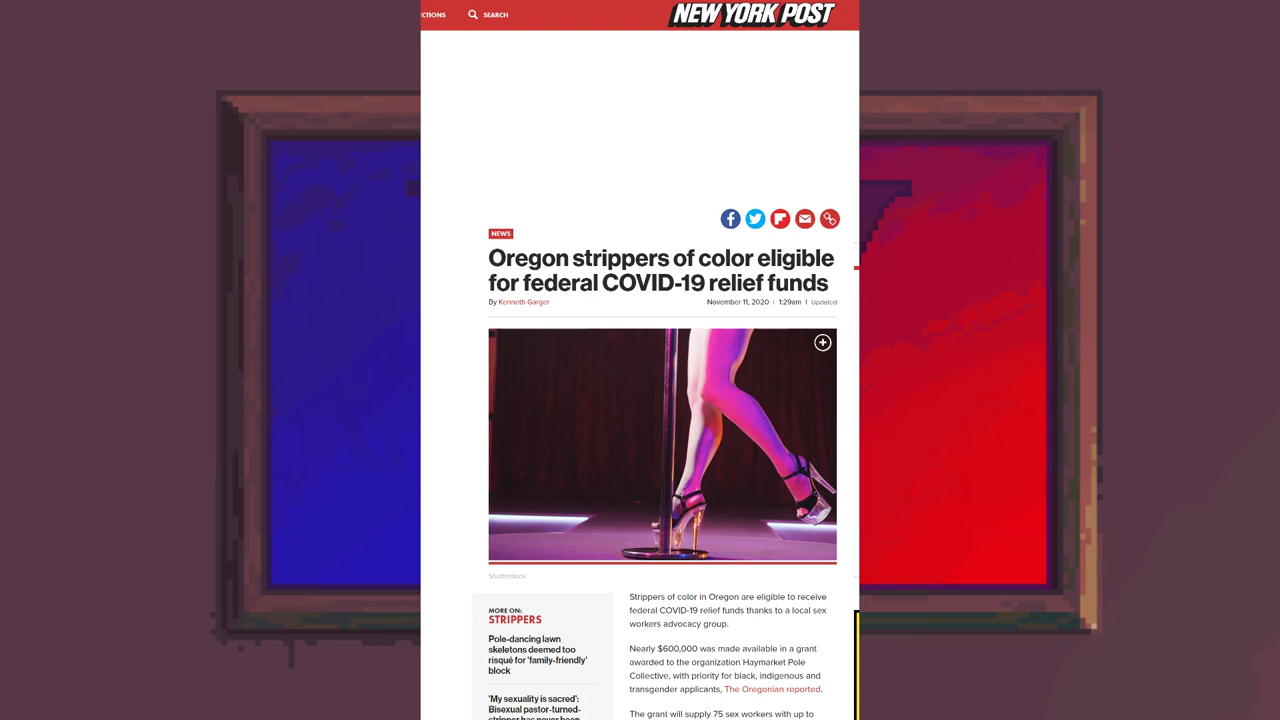 CTIONS
SEARCH
NEW YORK POST
NEWS
Oregon strippers of color eligible
for federal COVID-19 relief funds
By Kenneth Garger
November 11, 2020 | 1:29am | Updated
Shutterstock
MORE ON:
STRIPPERS
Pole-dancing lawn
skeletons deemed too
risqué for 'family-friendly'
block
'My sexuality is sacred':
Bisexual pastor-turned-
stripper has never been
Strippers of color in Oregon are eligible to receive
federal COVID-19 relief funds thanks to a local sex
workers advocacy group.
Nearly $600,000 was made available in a grant
awarded to the organization Haymarket Pole
Collective, with priority for black, indigenous and
transgender applicants, The Oregonian reported.
The grant will supply 75 sex workers with up to